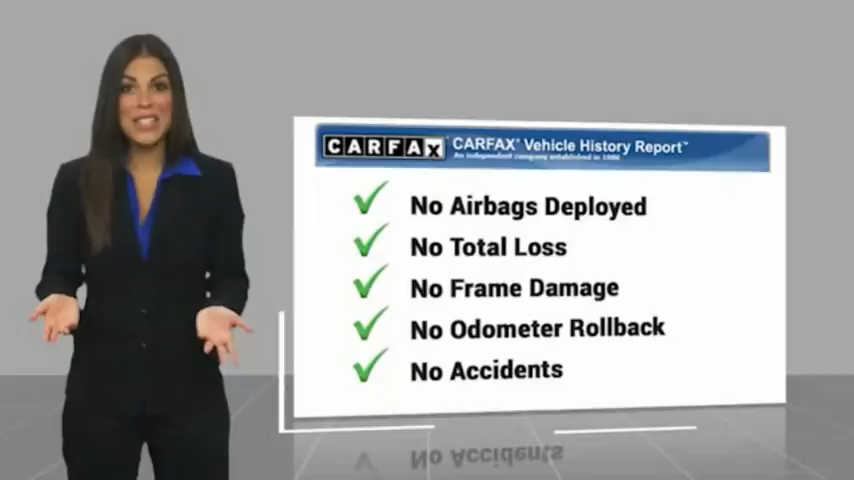 CARFAX CARFAX® Vehicle History Report™
An independent company established in 1986
No Airbags Deployed
No Total Loss
No Frame Damage
No Odometer Rollback
No Accidents
No Accidents